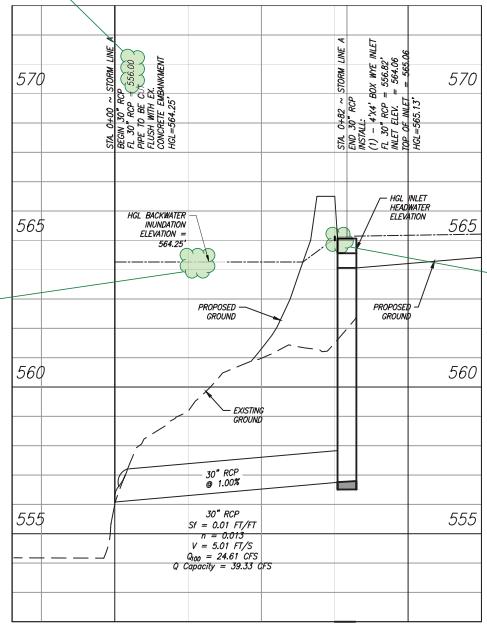 570
STA. 0+00 ~ STORM LINE A
BEGIN 30" RCP
FL 30" RCP = 556.00
PIPE TO BE
FLUSH WITH EX.
CONCRETE EMBANKMENT
HGL=564.25'
STA. 0+82 ~ STORM LINE A
END 30" RCP
INSTALL:
(1) - 4'X4' BOX WYE INLET
FL 30" RCP = 556.82'
INLET ELEV. = 564.06
TOP OF INLET = 565.06
HGL=565.13'
570
565
HGL BACKWATER
INUNDATION
ELEVATION =
564.25'
HGL INLET
HEADWATER
ELEVATION
565
PROPOSED
GROUND
PROPOSED
GROUND
560
EXISTING
GROUND
560
30" RCP
@ 1.00%
555
30" RCP
Sf = 0.01 FT/FT
n = 0.013
V = 5.01 FT/S
Q100 = 24.61 CFS
Q Capacity = 39.33 CFS
555